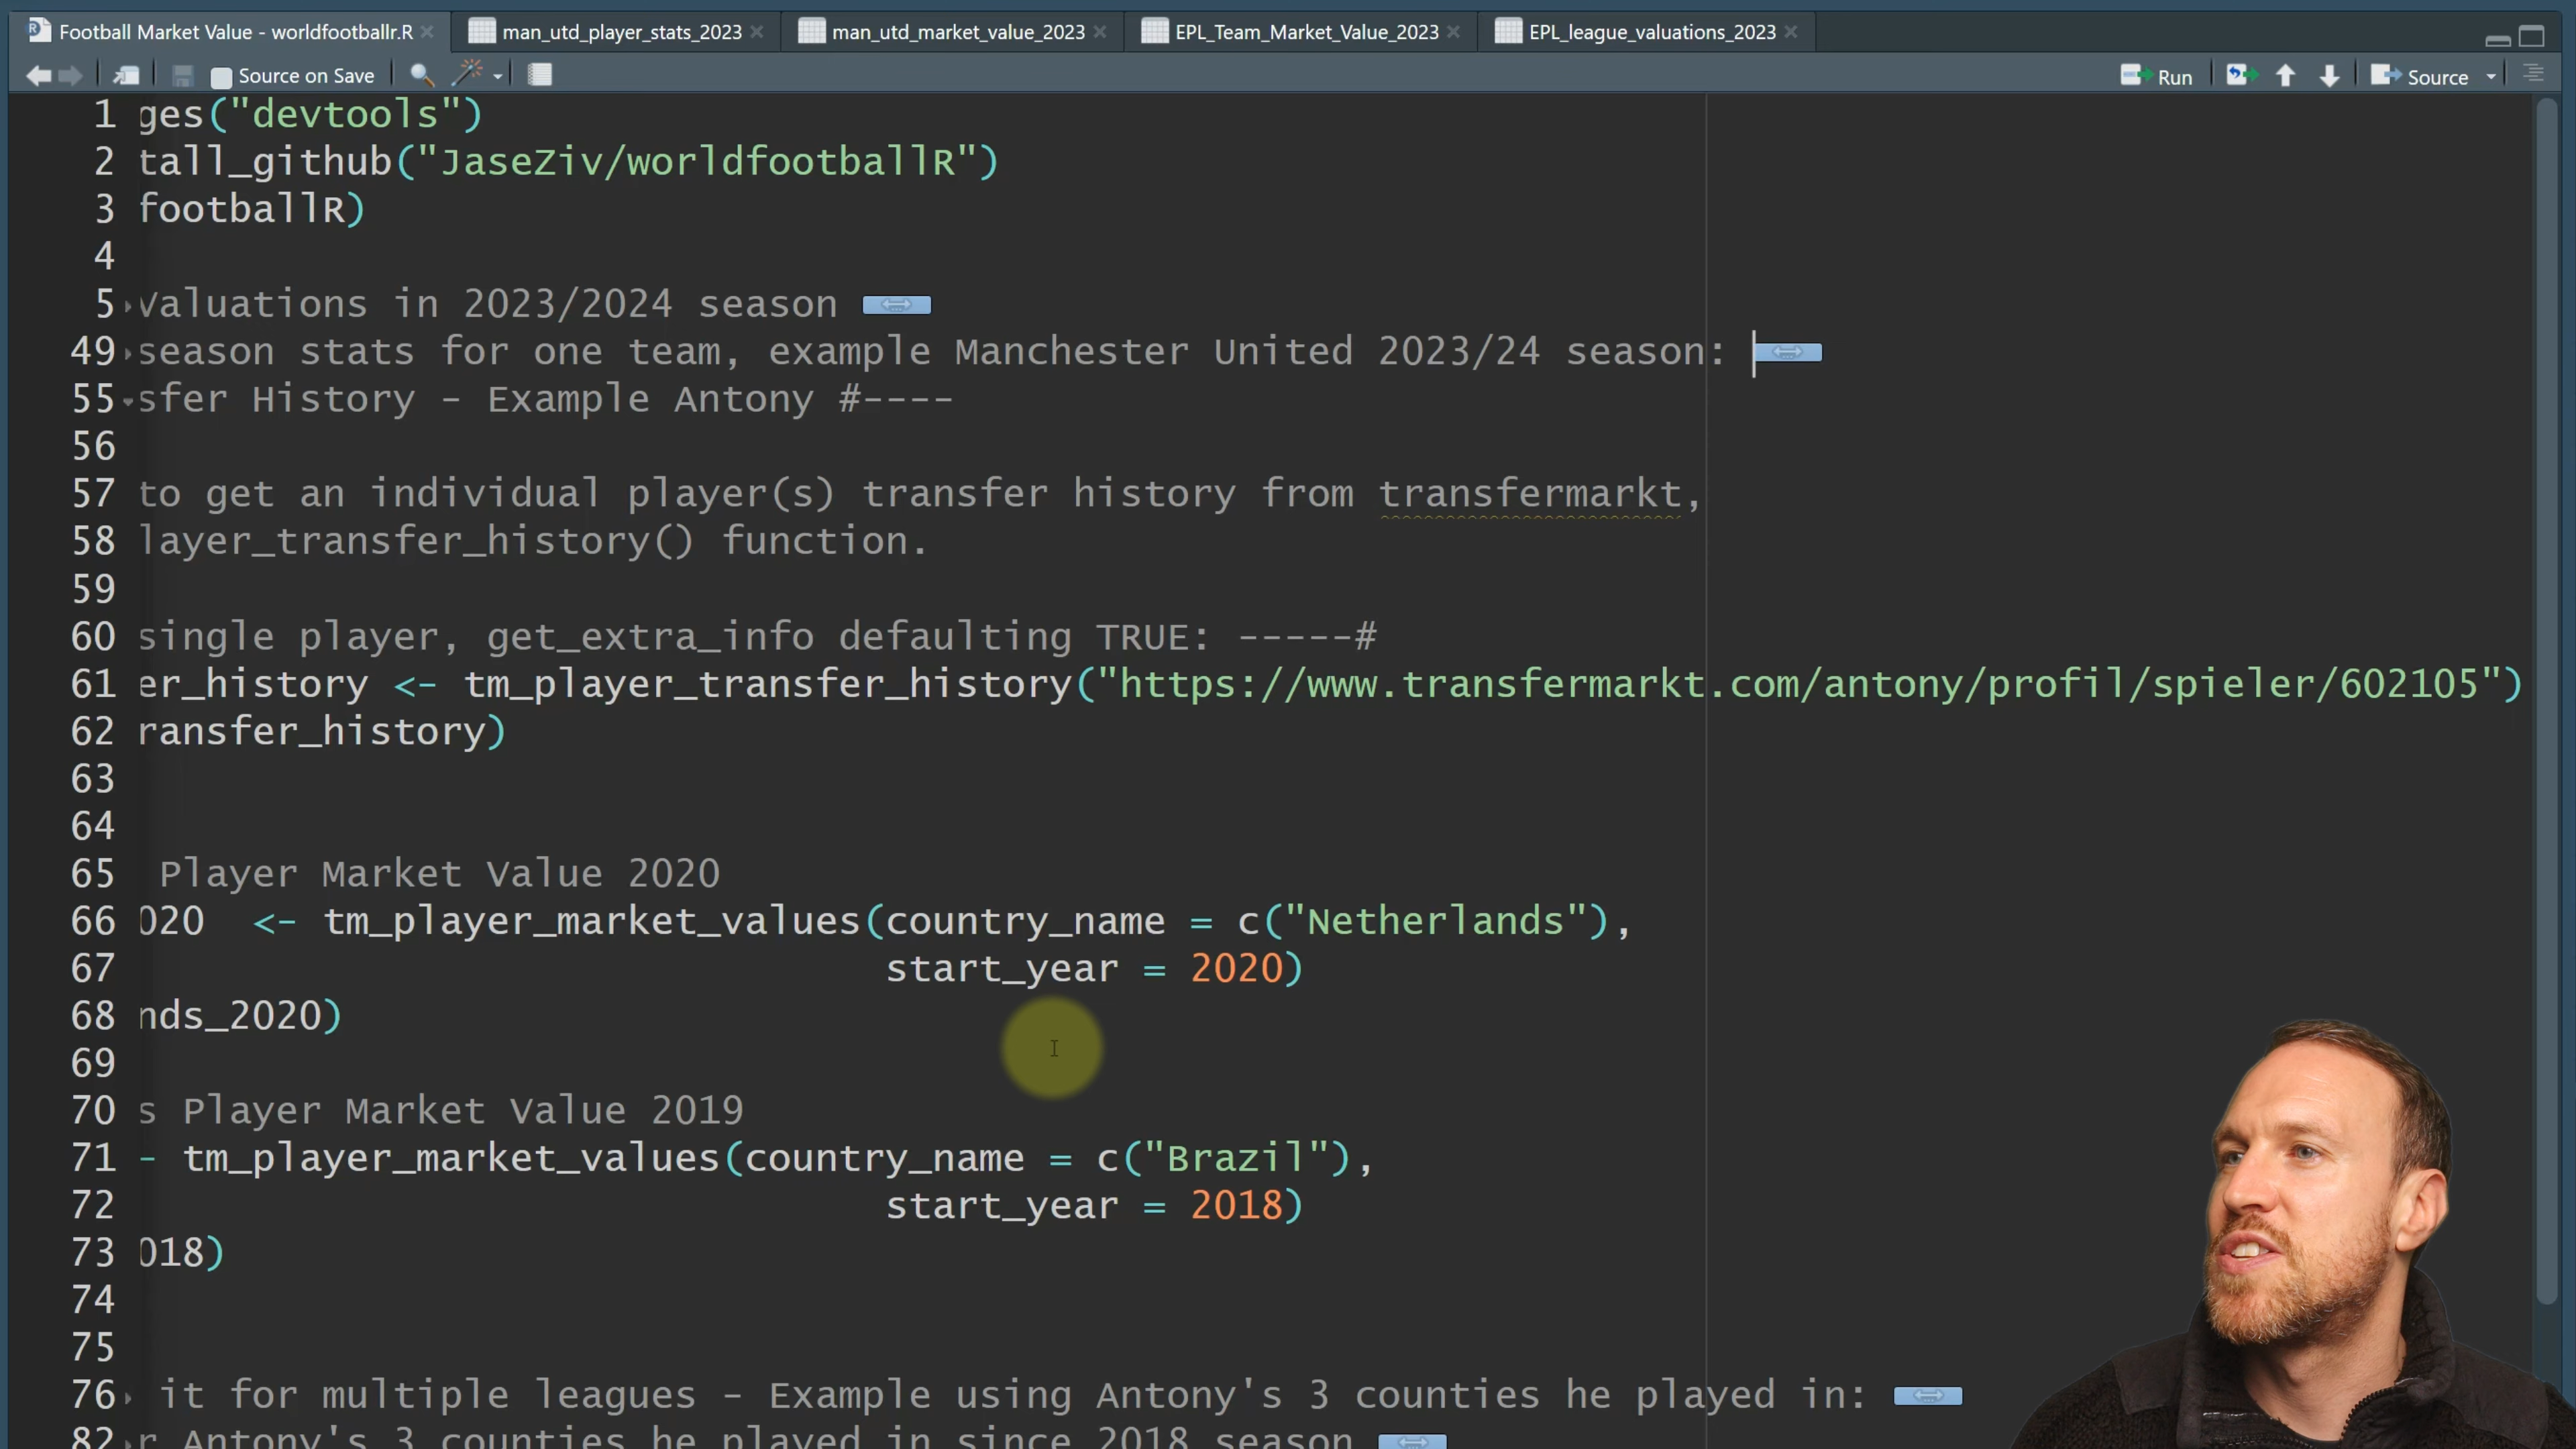 Football Market Value - worldfootballr.R
man_utd_player_stats_2023
man_utd_market_value_2023
EPL_Team_Market_Value_2023
EPL_league_valuations_2023
Source on Save
Run
Source
1 ges("devtools")
2 tall_github("JaseZiv/worldfootballR")
3 footballR)
4
5 Valuations in 2023/2024 season
49 season stats for one team, example Manchester United 2023/24 season:
55 sfer History - Example Antony #----
56
57 to get an individual player(s) transfer history from transfermarkt,
58 layer_transfer_history() function.
59
60 single player, get_extra_info defaulting TRUE: -----#
61 er_history <- tm_player_transfer_history("https://www.transfermarkt.com/antony/profil/spieler/602105")
62 ransfer_history)
63
64
65 Player Market Value 2020
66 020  <- tm_player_market_values(country_name = c("Netherlands"),
67 start_year = 2020)
68 nds_2020)
69
70 s Player Market Value 2019
71 - tm_player_market_values(country_name = c("Brazil"),
72 start_year = 2018)
73 018)
74
75
76 it for multiple leagues - Example using Antony's 3 counties he played in:
82 r Antony's 3 counties he played in since 2018 season